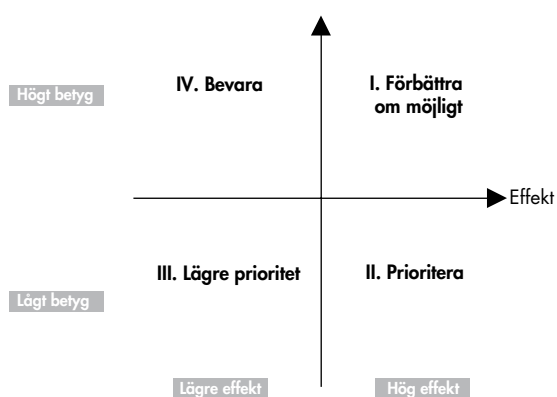 Högt betyg
IV. Bevara
I. Förbättra
om möjligt
Effekt
III. Lägre prioritet
II. Prioritera
Lågt betyg
Lägre effekt
Hög effekt